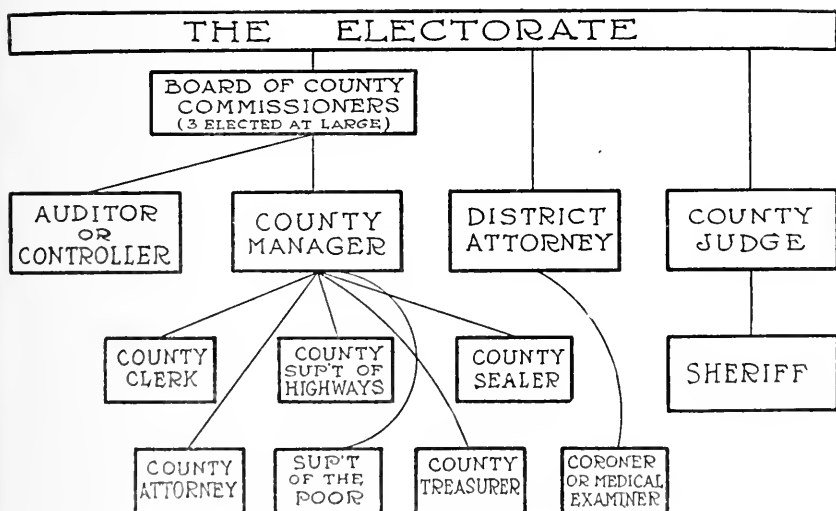 THE ELECTORATE
BOARD OF COUNTY
COMMISSIONERS
(3 ELECTED AT LARGE)
AUDITOR
OR
CONTROLLER
COUNTY
MANAGER
DISTRICT
ATTORNEY
COUNTY
JUDGE
COUNTY
CLERK
COUNTY
SUP'T OF
HIGHWAYS
COUNTY
SEALER
SHERIFF
COUNTY
ATTORNEY
SUP'T
OF THE
POOR
COUNTY
TREASURER
CORONER
OR MEDICAL
EXAMINER